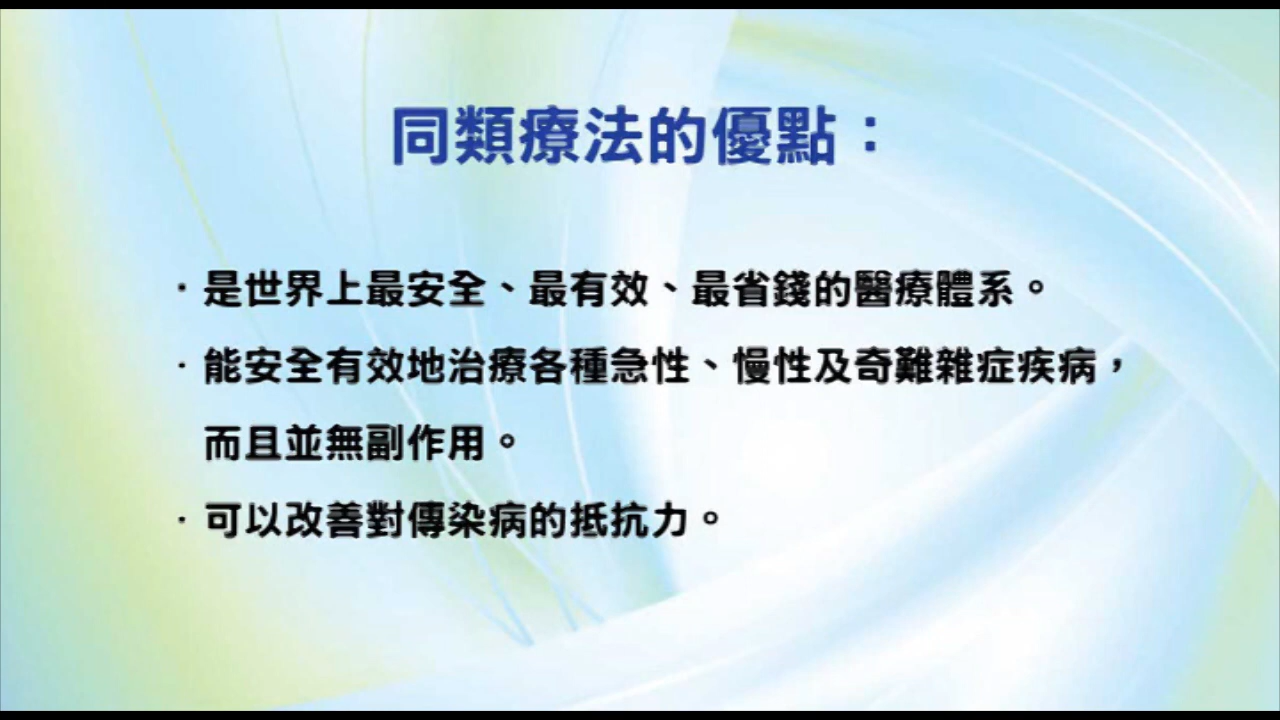 同類療法的優點：
·是世界上最安全、最有效、最省錢的醫療體系。
·能安全有效地治療各種急性、慢性及奇難雜症疾病，
而且並無副作用。
·可以改善對傳染病的抵抗力。